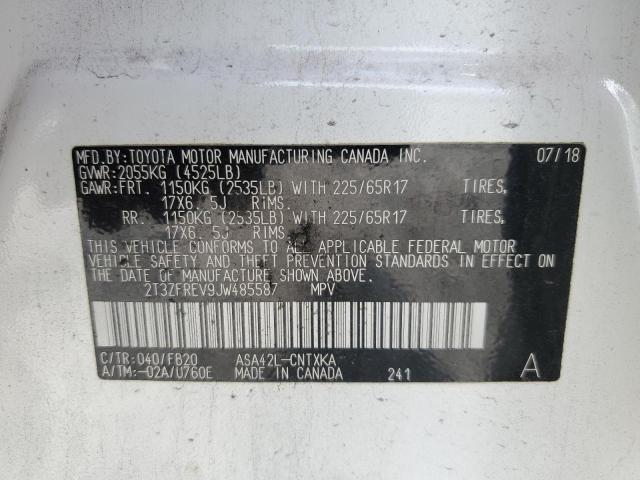 MFD.BY:TOYOTA MOTOR MANUFACTURING CANADA INC. 07/18
GVWR:2055KG (4525LB)
GAWR:FRT. 1150KG (2535LB) WITH 225/65R17 TIRES,
17X6. 5J RIMS.
RR. 1150KG (2535LB) WITH 225/65R17 TIRES,
17X6. 5J RIMS.
THIS VEHICLE CONFORMS TO ALL APPLICABLE FEDERAL MOTOR
VEHICLE SAFETY AND THEFT PREVENTION STANDARDS IN EFFECT
ON THE DATE OF MANUFACTURE SHOWN ABOVE.
2T3ZFREV9JW485587 MPV
C/TR:040/FB20 ASA42L-CNTXKA
A/TM:-02A/U760E MADE IN CANADA 241 A